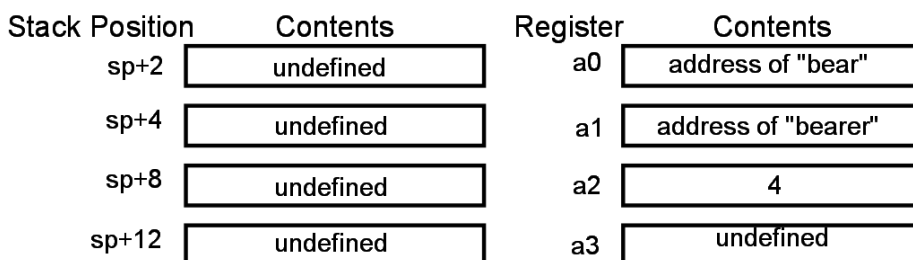 Stack Position Contents Register Contents
sp+2 undefined a0 address of "bear"
sp+4 undefined a1 address of "bearer"
sp+8 undefined a2 4
sp+12 undefined a3 undefined